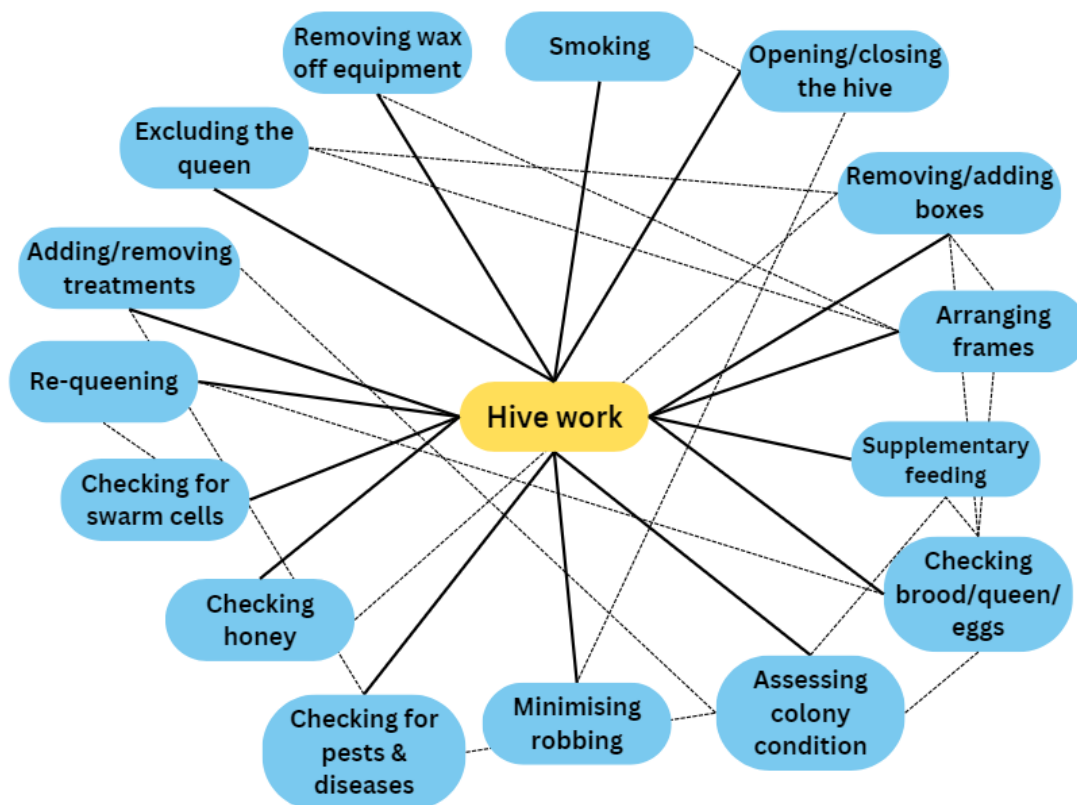 Removing wax
off equipment
Smoking
Opening/closing
the hive
Excluding the
queen
Removing/adding
boxes
Adding/removing
treatments
Arranging
frames
Re-queening
Hive work
Supplementary
feeding
Checking for
swarm cells
Checking
brood/queen/
eggs
Checking
honey
Assessing
colony
condition
Minimising
robbing
Checking for
pests &
diseases